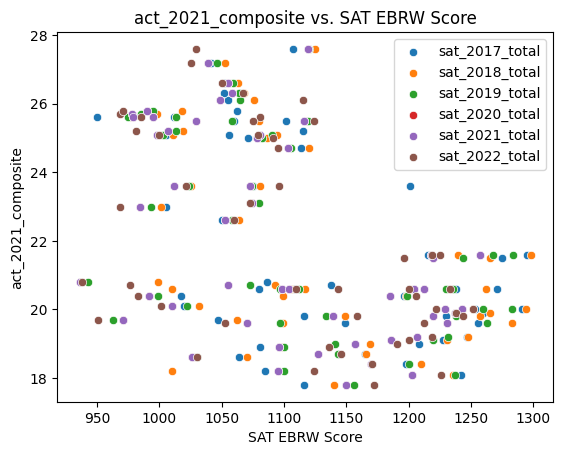 act_2021_composite vs. SAT EBRW Score
28
26
24
22
20
18
act_2021_composite
sat_2017_total
sat_2018_total
sat_2019_total
sat_2020_total
sat_2021_total
sat_2022_total
950 1000 1050 1100 1150 1200 1250 1300
SAT EBRW Score